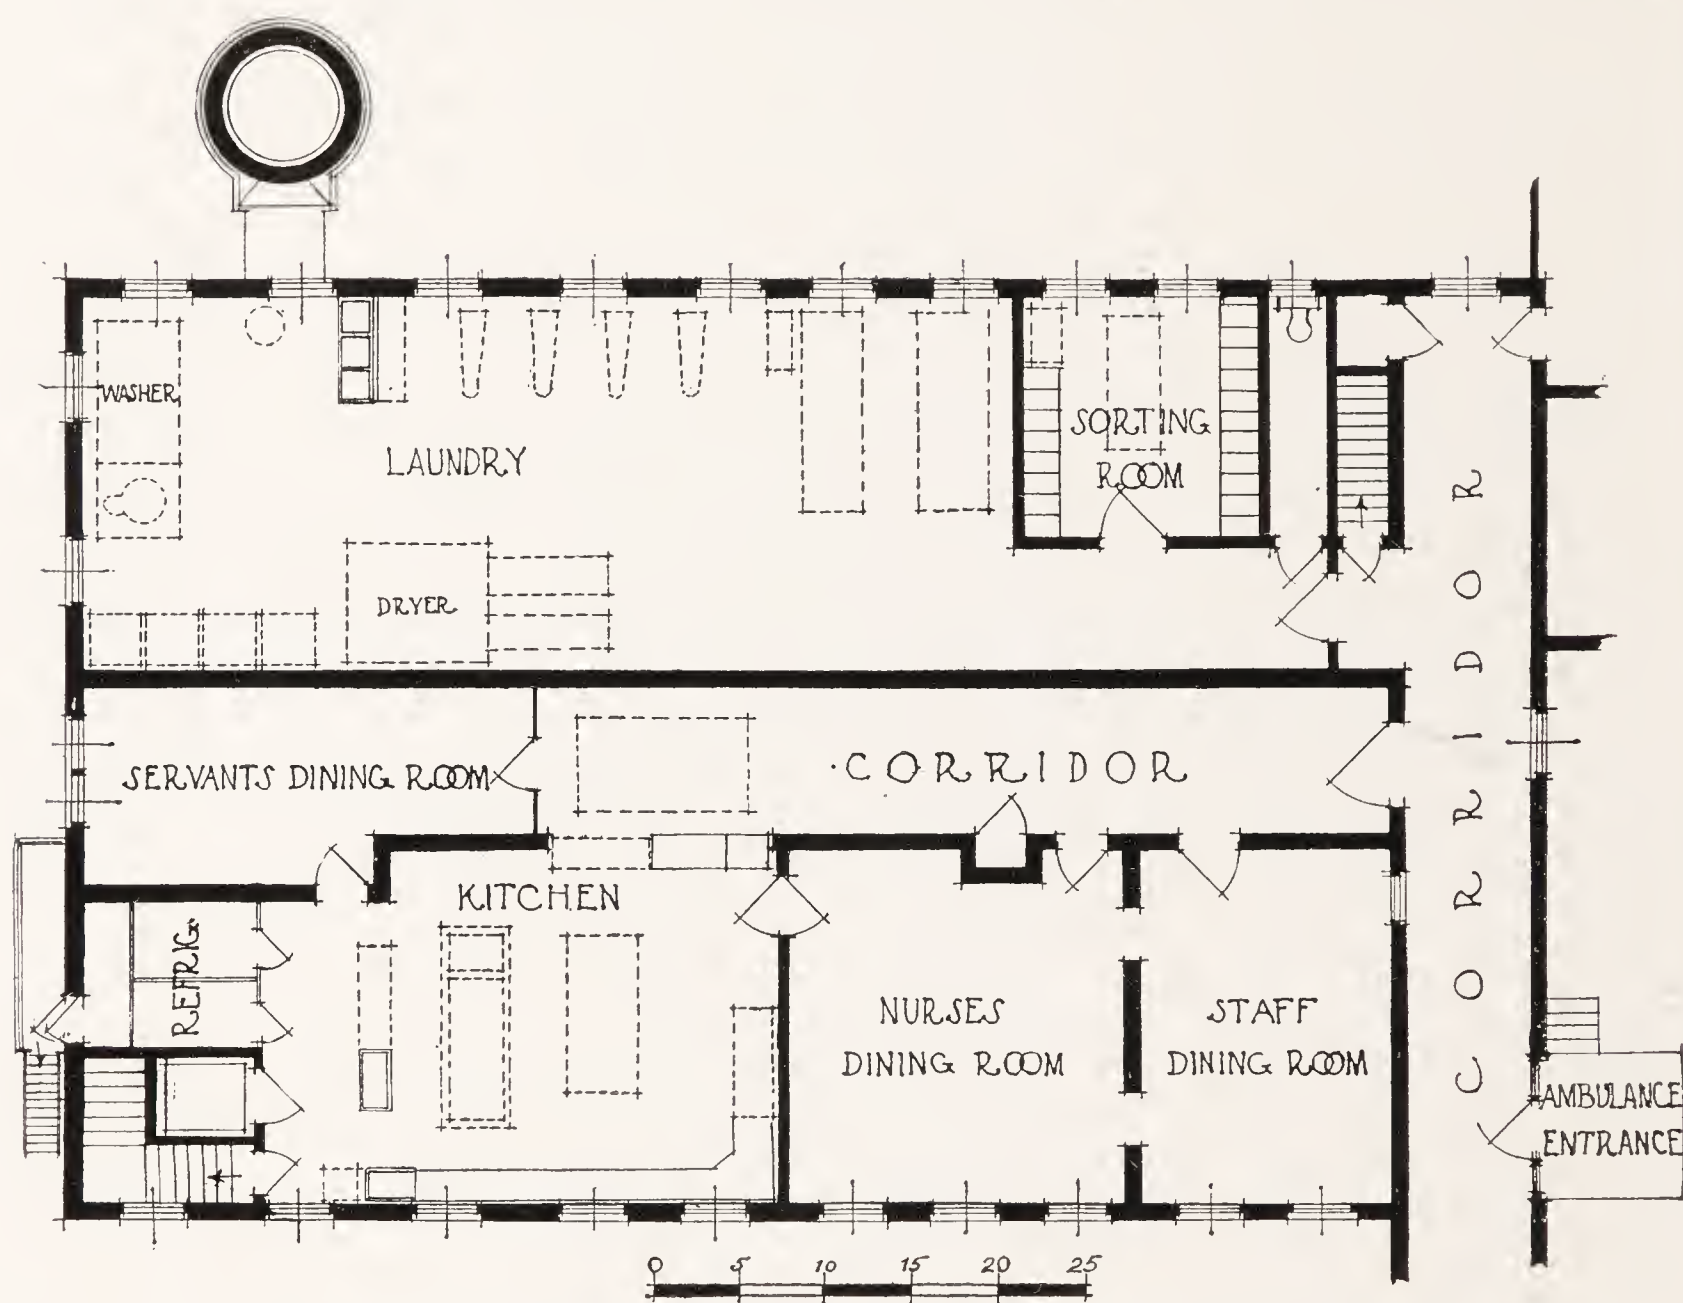 WASHER
LAUNDRY
SORTING
ROOM
DRYER
SERVANTS DINING ROOM
CORRIDOR
CORRIDOR
KITCHEN
REFRIG.
NURSES
DINING ROOM
STAFF
DINING ROOM
AMBULANCE
ENTRANCE
0 5 10 15 20 25